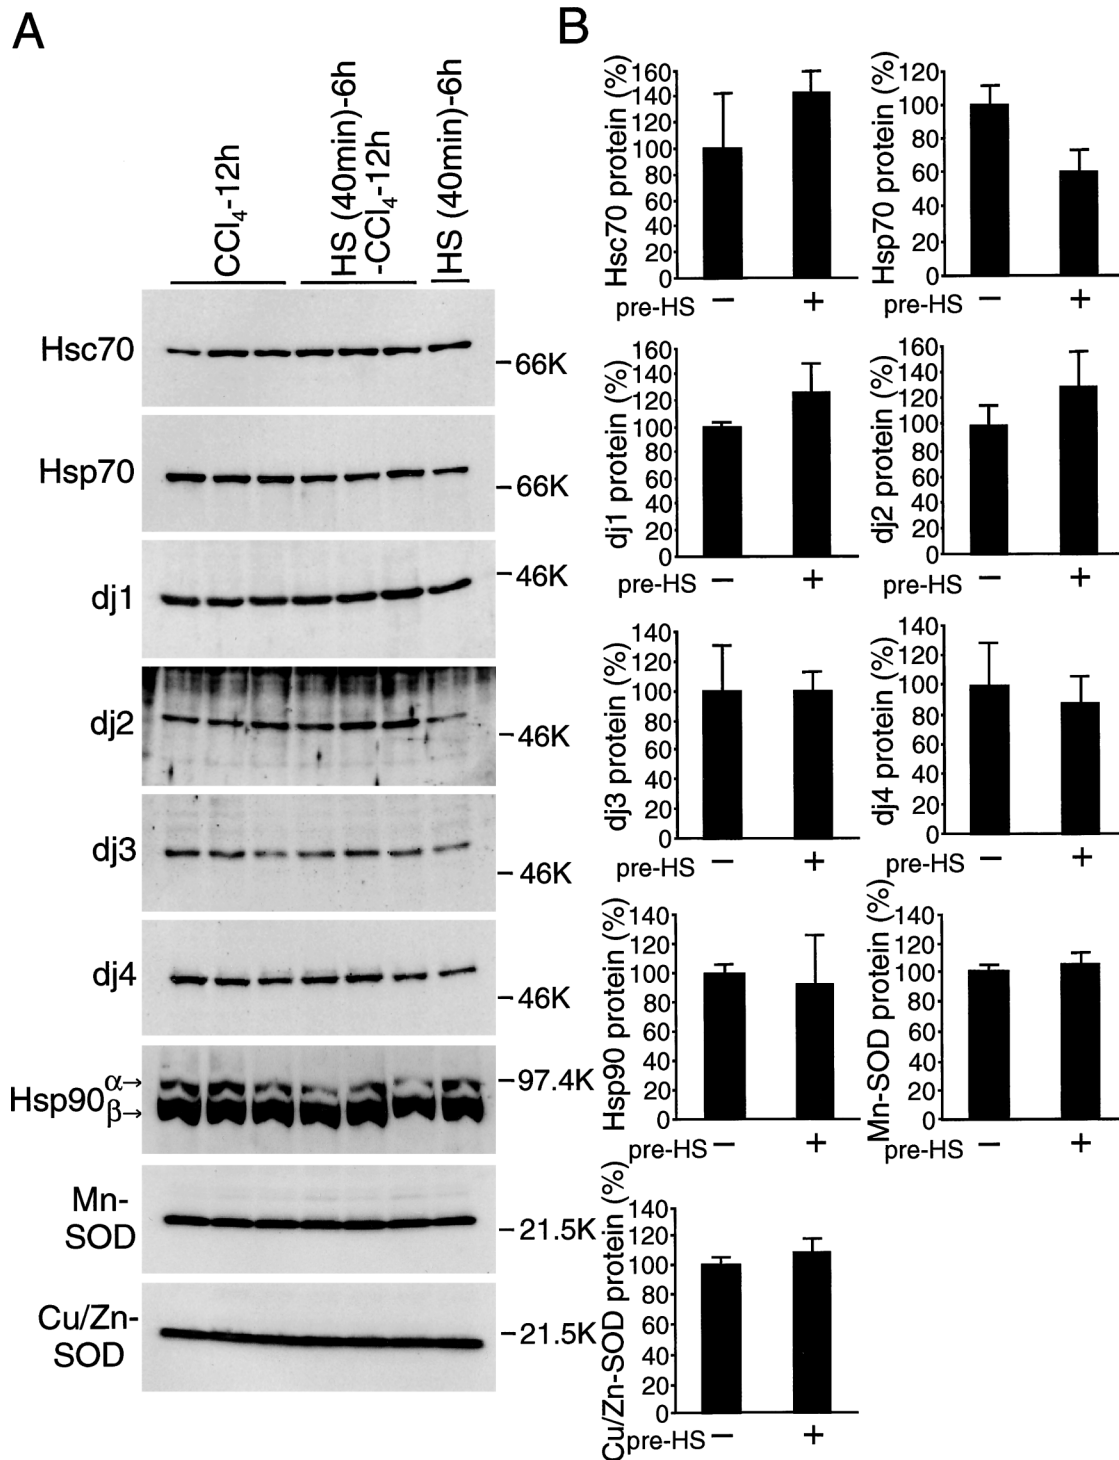 A
CCl4-12h
HS (40min)-6h
-CCl4-12h
HS (40min)-6h
Hsc70
66K
Hsp70
66K
dj1
46K
dj2
46K
dj3
46K
dj4
46K
Hsp90
α→
β→
97.4K
Mn-
SOD
21.5K
Cu/Zn-
SOD
21.5K
B
Hsc70 protein (%)
160
140
120
100
80
60
40
20
0
pre-HS − +
Hsp70 protein (%)
120
100
80
60
40
20
0
pre-HS − +
dj1 protein (%)
160
140
120
100
80
60
40
20
0
pre-HS − +
dj2 protein (%)
160
140
120
100
80
60
40
20
0
pre-HS − +
dj3 protein (%)
140
120
100
80
60
40
20
0
pre-HS − +
dj4 protein (%)
140
120
100
80
60
40
20
0
pre-HS − +
Hsp90 protein (%)
140
120
100
80
60
40
20
0
pre-HS − +
Mn-SOD protein (%)
140
120
100
80
60
40
20
0
pre-HS − +
Cu/Zn-SOD protein (%)
140
120
100
80
60
40
20
0
pre-HS − +